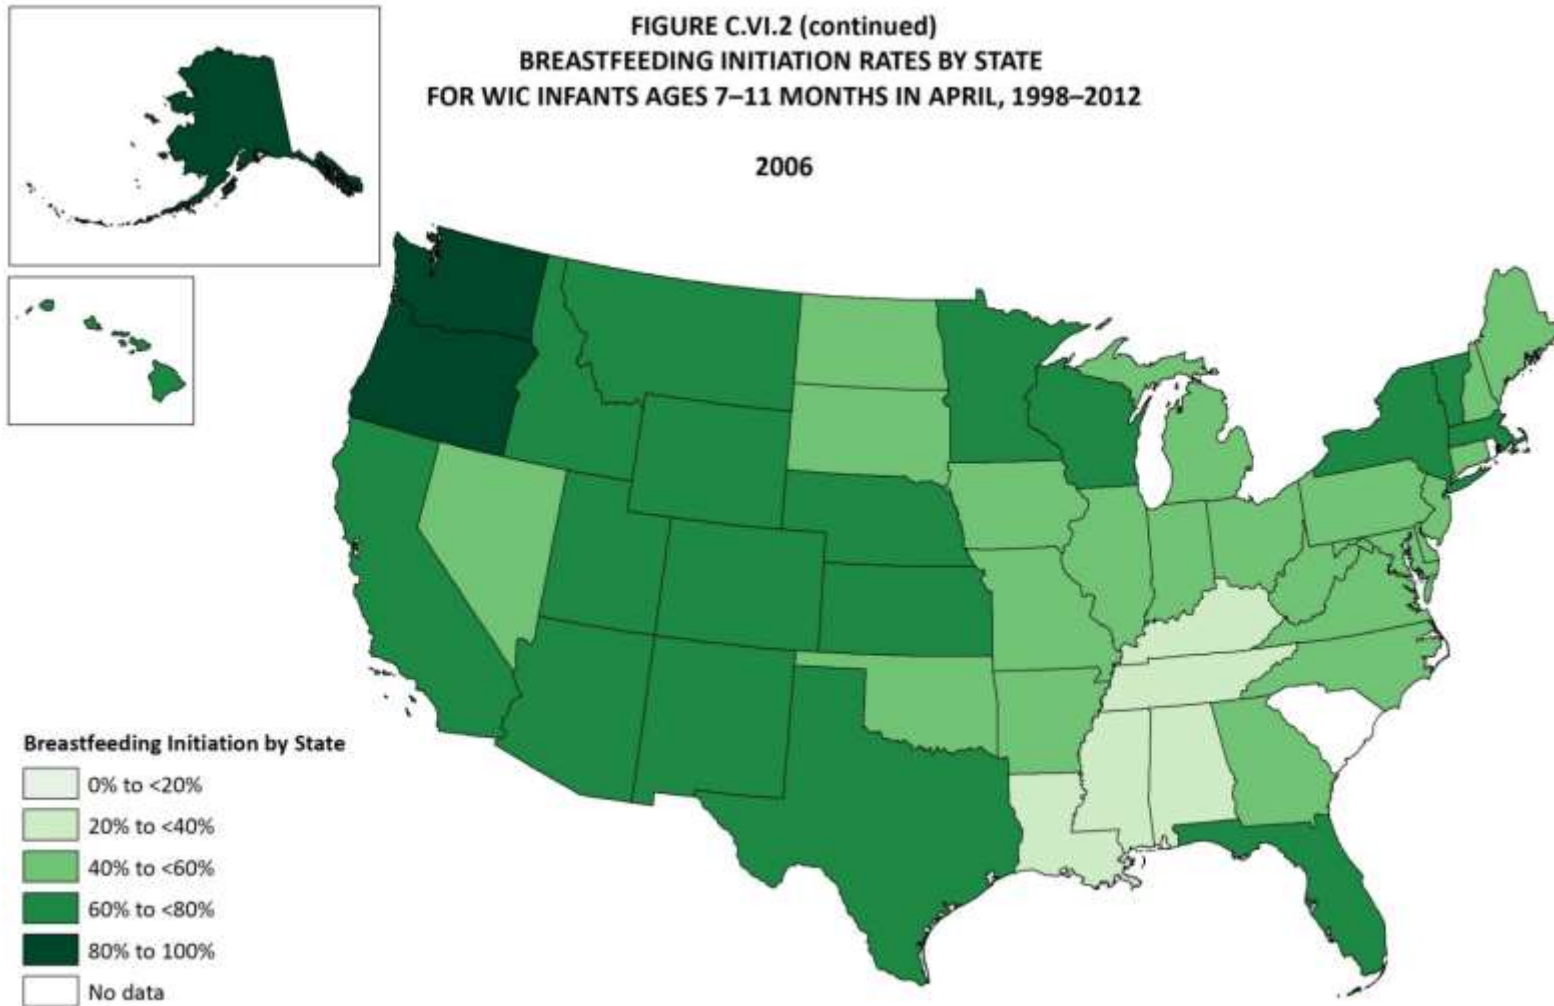 FIGURE C.VI.2 (continued)
BREASTFEEDING INITIATION RATES BY STATE
FOR WIC INFANTS AGES 7–11 MONTHS IN APRIL, 1998–2012
2006
Breastfeeding Initiation by State
0% to <20%
20% to <40%
40% to <60%
60% to <80%
80% to 100%
No data